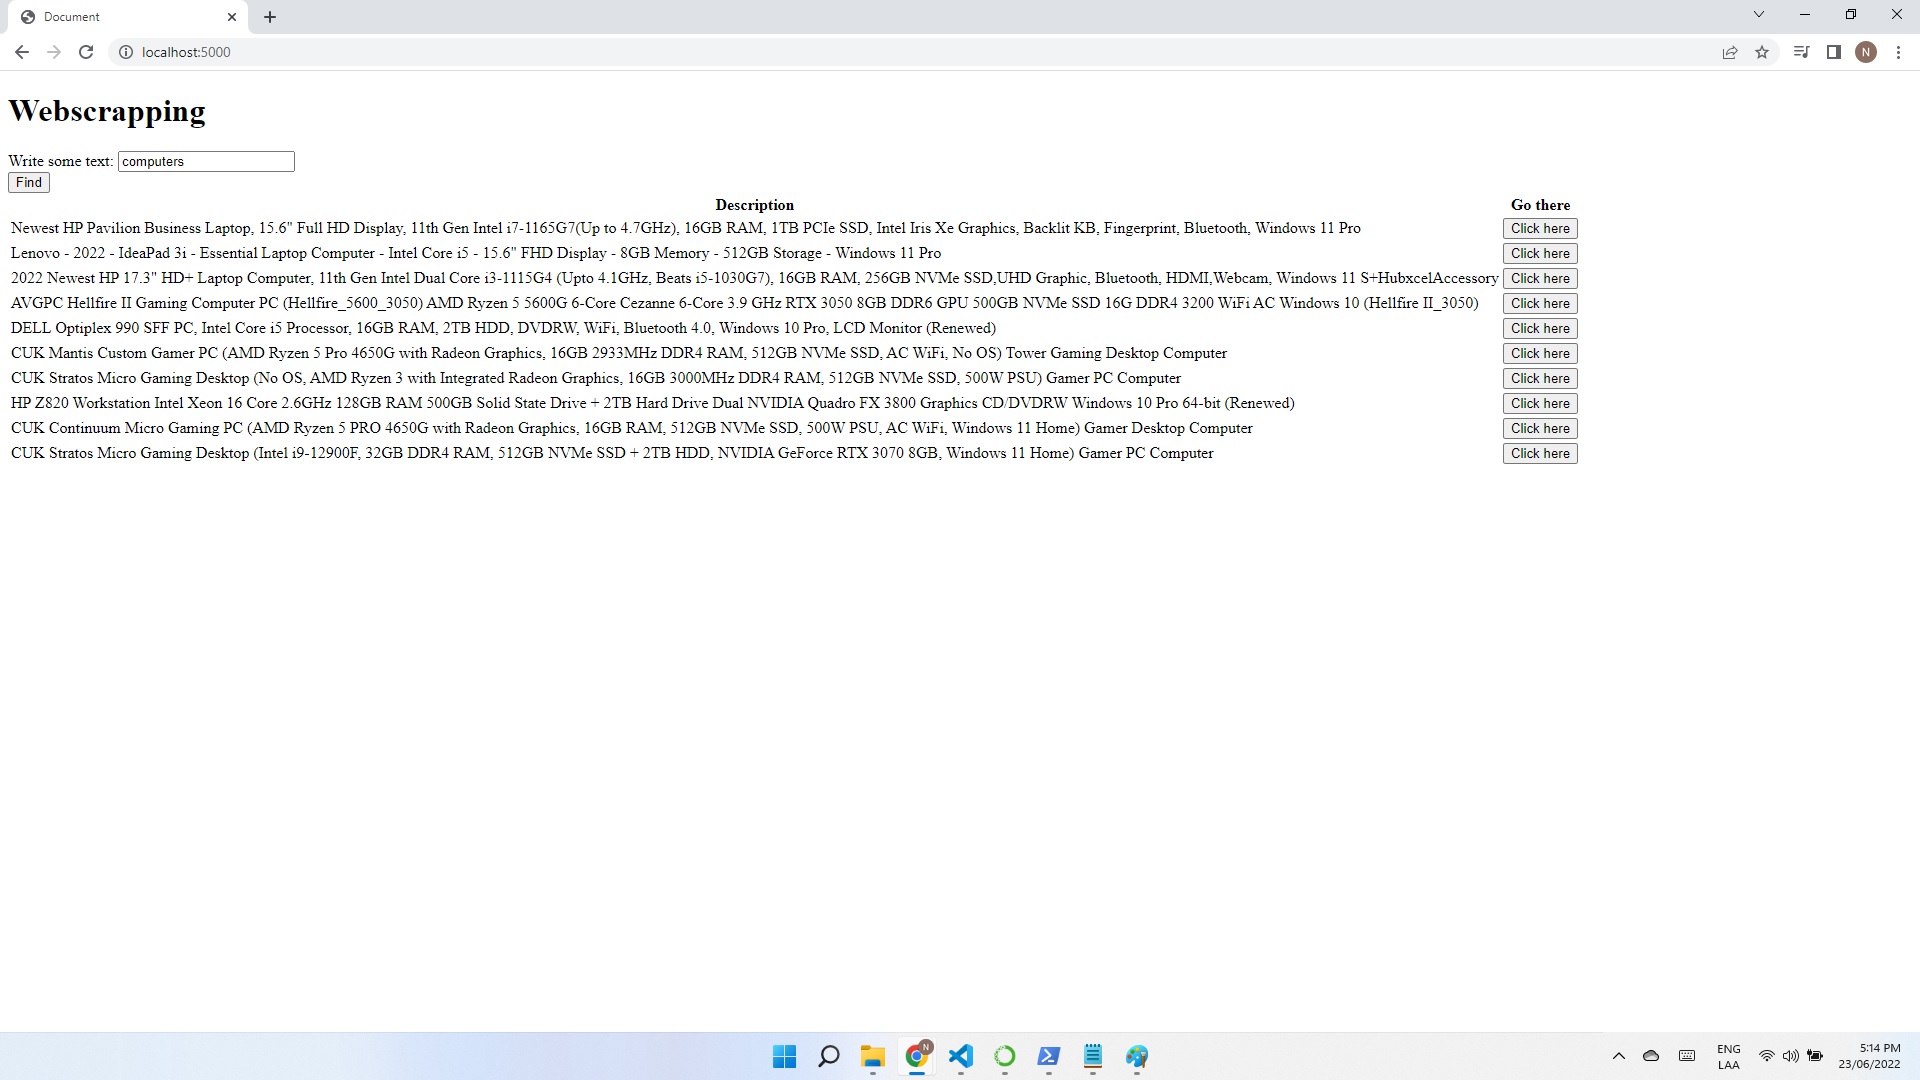 Document
localhost:5000
N
Webscrapping
Write some text: computers
Find
Description Go there
Newest HP Pavilion Business Laptop, 15.6" Full HD Display, 11th Gen Intel i7-1165G7(Up to 4.7GHz), 16GB RAM, 1TB PCIe SSD, Intel Iris Xe Graphics, Backlit KB, Fingerprint, Bluetooth, Windows 11 Pro Click here
Lenovo - 2022 - IdeaPad 3i - Essential Laptop Computer - Intel Core i5 - 15.6" FHD Display - 8GB Memory - 512GB Storage - Windows 11 Pro Click here
2022 Newest HP 17.3" HD+ Laptop Computer, 11th Gen Intel Dual Core i3-1115G4 (Upto 4.1GHz, Beats i5-1030G7), 16GB RAM, 256GB NVMe SSD,UHD Graphic, Bluetooth, HDMI,Webcam, Windows 11 S+HubxcelAccessory Click here
AVGPC Hellfire II Gaming Computer PC (Hellfire_5600_3050) AMD Ryzen 5 5600G 6-Core Cezanne 6-Core 3.9 GHz RTX 3050 8GB DDR6 GPU 500GB NVMe SSD 16G DDR4 3200 WiFi AC Windows 10 (Hellfire II_3050) Click here
DELL Optiplex 990 SFF PC, Intel Core i5 Processor, 16GB RAM, 2TB HDD, DVDRW, WiFi, Bluetooth 4.0, Windows 10 Pro, LCD Monitor (Renewed) Click here
CUK Mantis Custom Gamer PC (AMD Ryzen 5 Pro 4650G with Radeon Graphics, 16GB 2933MHz DDR4 RAM, 512GB NVMe SSD, AC WiFi, No OS) Tower Gaming Desktop Computer Click here
CUK Stratos Micro Gaming Desktop (No OS, AMD Ryzen 3 with Integrated Radeon Graphics, 16GB 3000MHz DDR4 RAM, 512GB NVMe SSD, 500W PSU) Gamer PC Computer Click here
HP Z820 Workstation Intel Xeon 16 Core 2.6GHz 128GB RAM 500GB Solid State Drive + 2TB Hard Drive Dual NVIDIA Quadro FX 3800 Graphics CD/DVDRW Windows 10 Pro 64-bit (Renewed) Click here
CUK Continuum Micro Gaming PC (AMD Ryzen 5 PRO 4650G with Radeon Graphics, 16GB RAM, 512GB NVMe SSD, 500W PSU, AC WiFi, Windows 11 Home) Gamer Desktop Computer Click here
CUK Stratos Micro Gaming Desktop (Intel i9-12900F, 32GB DDR4 RAM, 512GB NVMe SSD + 2TB HDD, NVIDIA GeForce RTX 3070 8GB, Windows 11 Home) Gamer PC Computer Click here
N
ENG 5:14 PM
LAA 23/06/2022